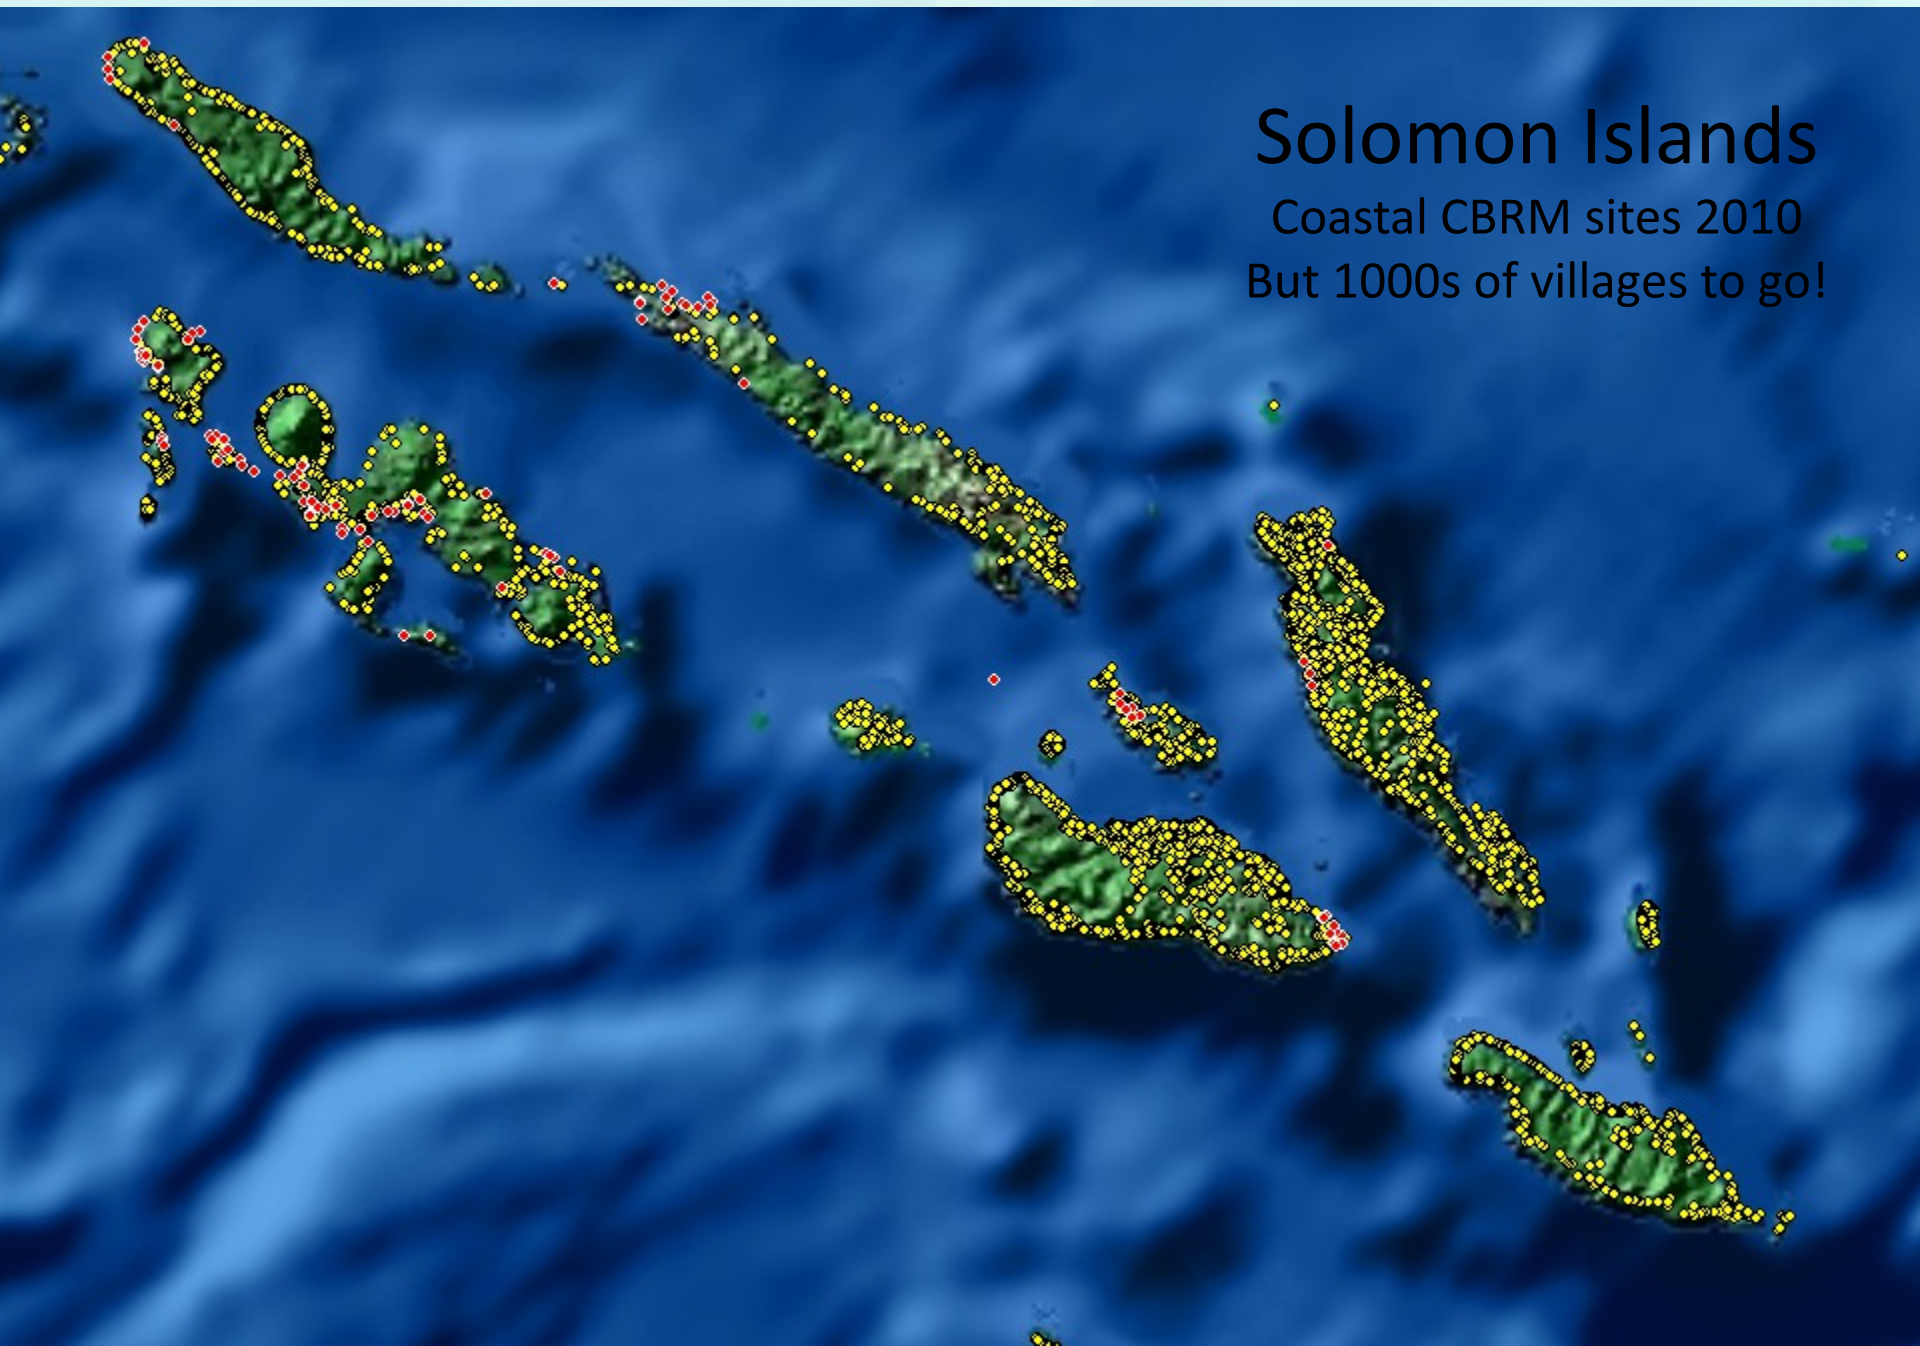 Solomon Islands
Coastal CBRM sites 2010
But 1000s of villages to go!